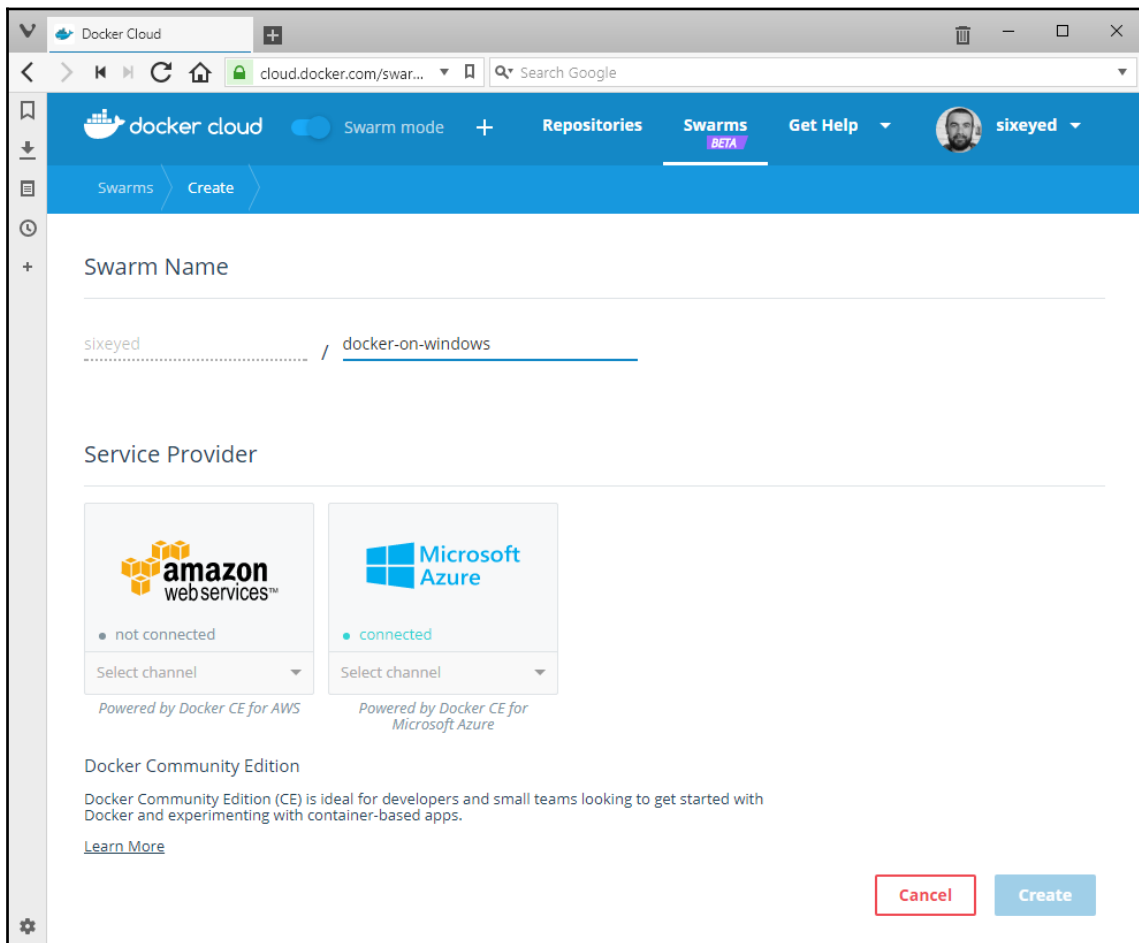 Docker Cloud
cloud.docker.com/swar...
Search Google
docker cloud
Swarm mode
+
Repositories
Swarms
BETA
Get Help
sixeyed
Swarms
Create
Swarm Name
sixeyed / docker-on-windows
Service Provider
amazon
webservices™
Microsoft
Azure
not connected
connected
Select channel
Select channel
Powered by Docker CE for AWS
Powered by Docker CE for
Microsoft Azure
Docker Community Edition
Docker Community Edition (CE) is ideal for developers and small teams looking to get started with
Docker and experimenting with container-based apps.
Learn More
Cancel
Create